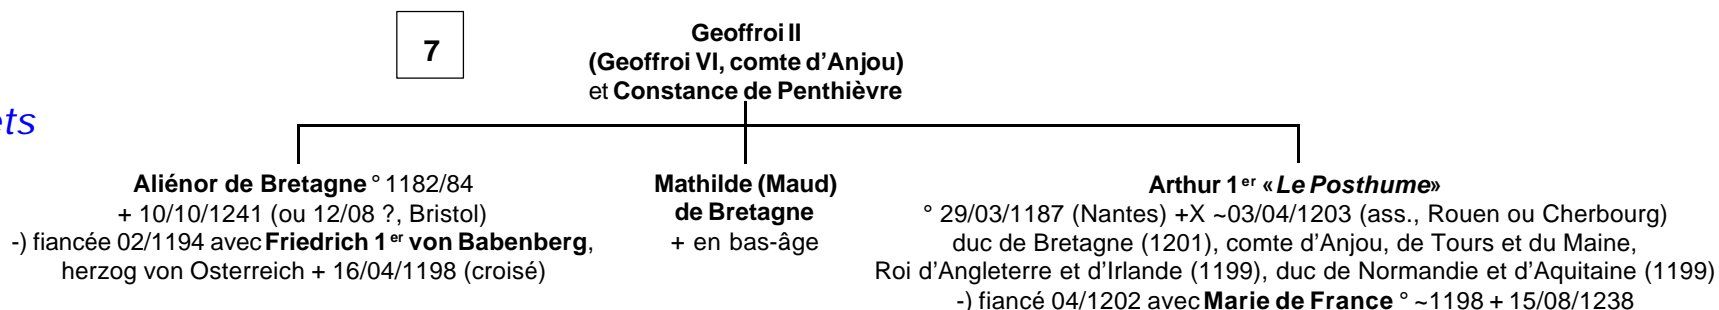 7
Geoffroi II
(Geoffroi VI, comte d’Anjou)
et Constance de Penthièvre
ets
Aliénor de Bretagne ° 1182/84
+ 10/10/1241 (ou 12/08 ?, Bristol)
-) fiancée 02/1194 avec Friedrich 1er von Babenberg,
herzog von Osterreich + 16/04/1198 (croisé)
Mathilde (Maud)
de Bretagne
+ en bas-âge
Arthur 1er «Le Posthume»
° 29/03/1187 (Nantes) +X ~03/04/1203 (ass., Rouen ou Cherbourg)
duc de Bretagne (1201), comte d’Anjou, de Tours et du Maine,
Roi d’Angleterre et d’Irlande (1199), duc de Normandie et d’Aquitaine (1199)
-) fiancé 04/1202 avec Marie de France ° ~1198 + 15/08/1238